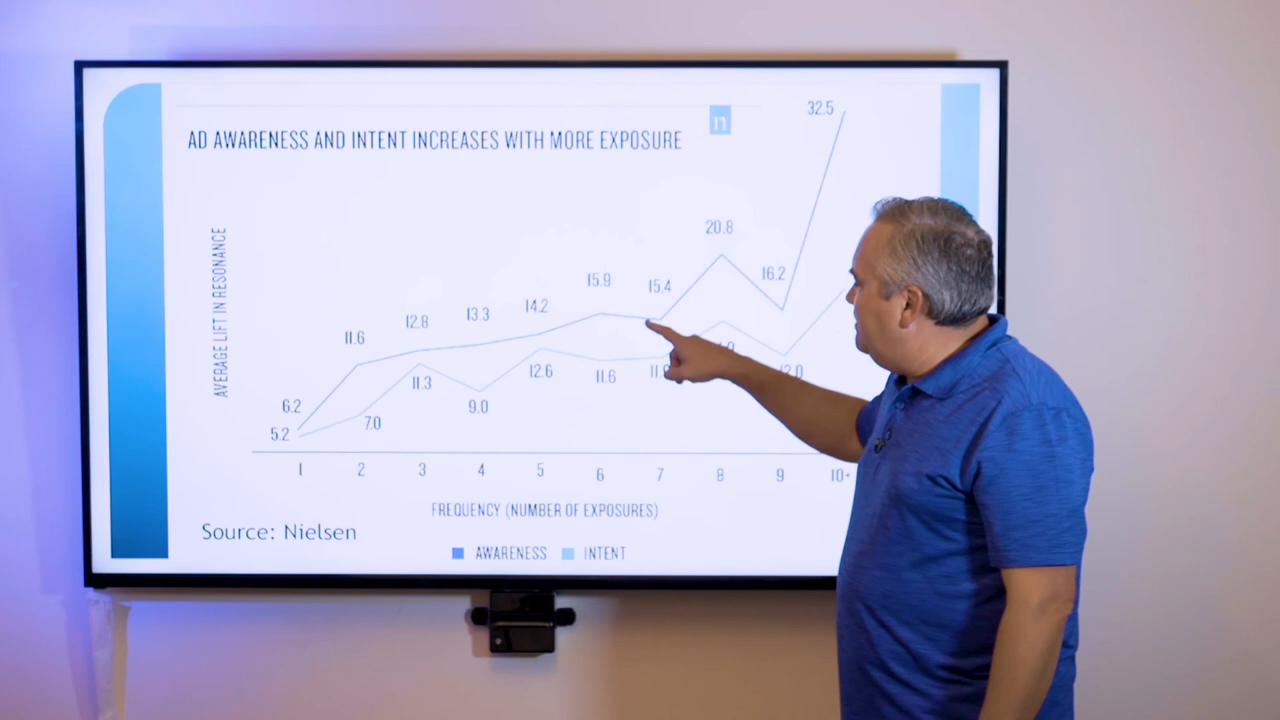 n
AD AWARENESS AND INTENT INCREASES WITH MORE EXPOSURE
AVERAGE LIFT IN RESONANCE
32.5
20.8
16.2
15.9
15.4
14.2
13.3
12.8
11.6
6.2
5.2
7.0
11.3
9.0
12.6
11.6
1 2 3 4 5 6 7 8 9 10+
FREQUENCY (NUMBER OF EXPOSURES)
Source: Nielsen
AWARENESS INTENT